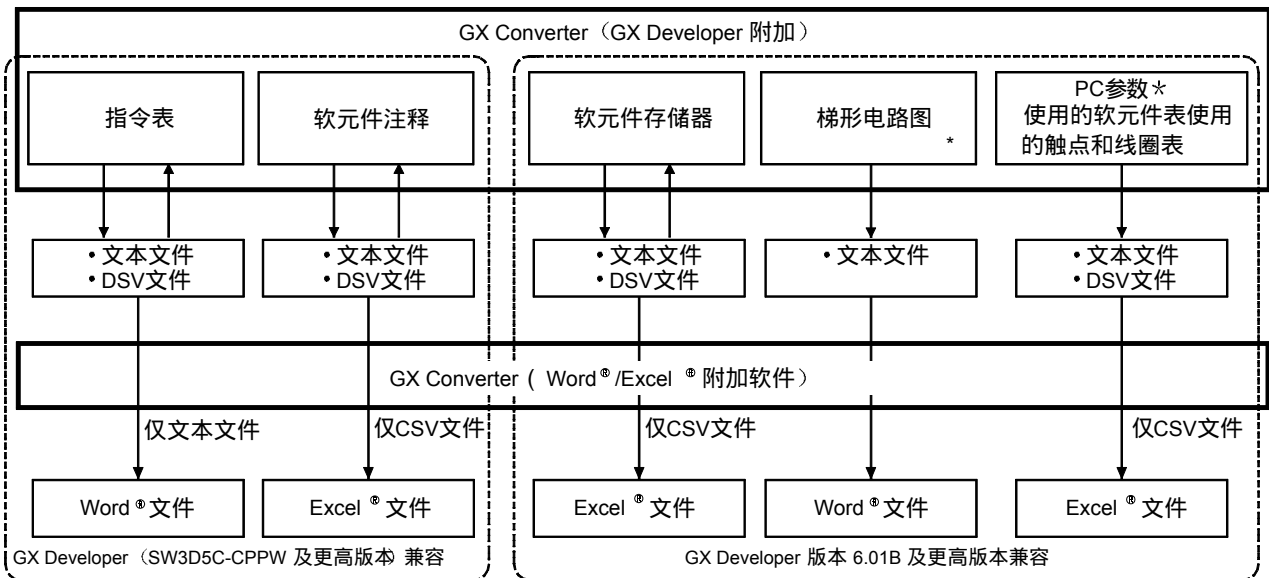 GX Converter（GX Developer 附加）
指令表
软元件注释
软元件存储器
梯形电路图
*
PC参数＊
使用的软元件表使用
的触点和线圈表
• 文本文件
• DSV文件
• 文本文件
• DSV文件
• 文本文件
• DSV文件
• 文本文件
• 文本文件
• DSV文件
GX Converter ( Word® /Excel ® 附加软件）
仅文本文件
仅CSV文件
仅CSV文件
仅CSV文件
Word® 文件
Excel ® 文件
Excel ® 文件
Word® 文件
Excel ® 文件
GX Developer（SW3D5C-CPPW 及更高版本）兼容
GX Developer 版本 6.01B 及更高版本兼容